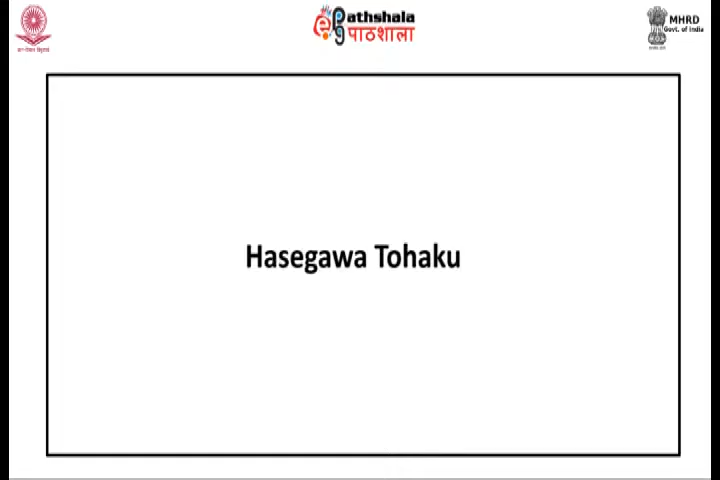 ePathshala
पाठशाला
MHRD
Govt. of India
Hasegawa Tohaku